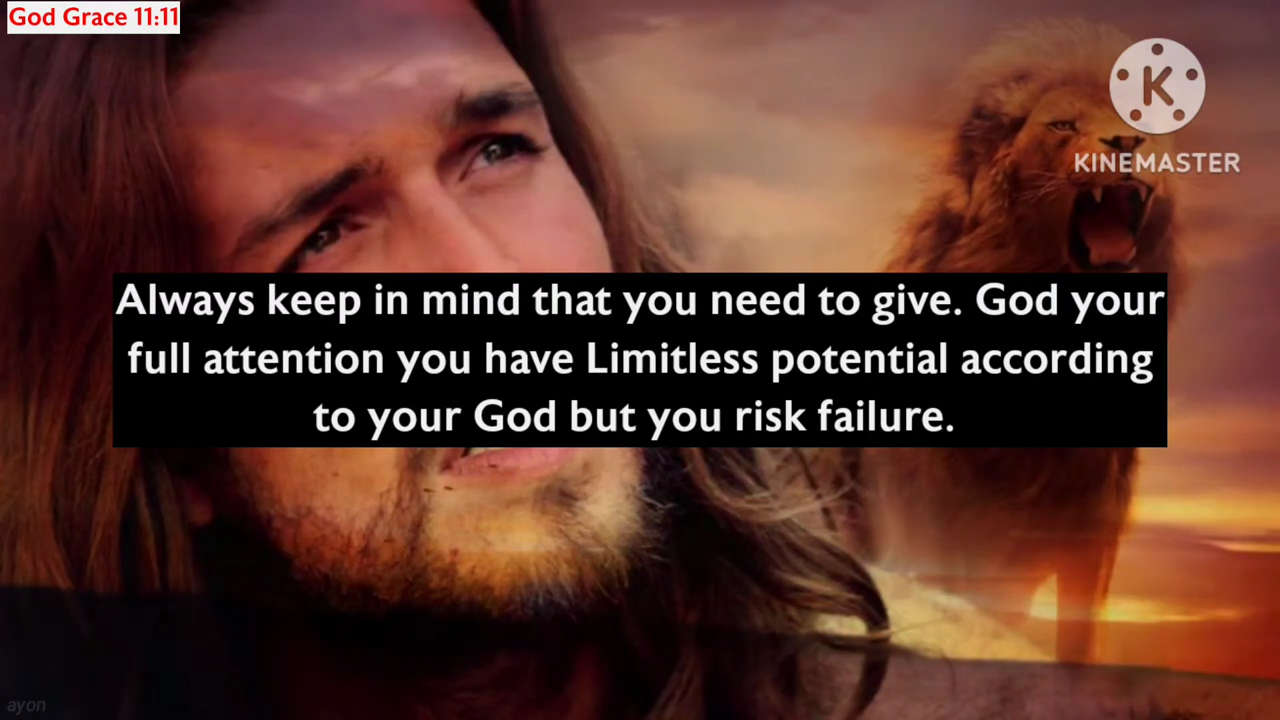 God Grace 11:11
K
KINEMASTER
Always keep in mind that you need to give. God your
full attention you have Limitless potential according
to your God but you risk failure.
ayon